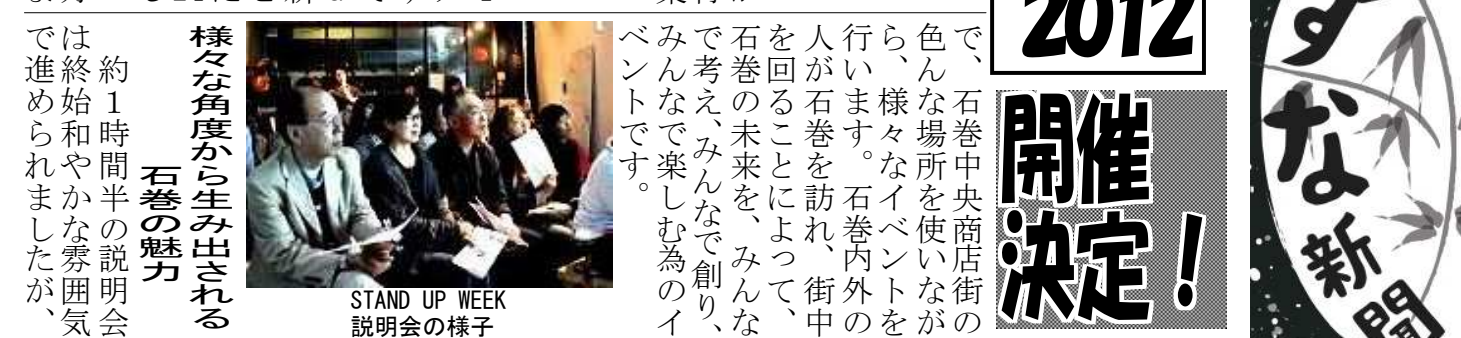 な新聞
2012
開催
決定！
で、石巻中央商店街の
色んな場所を使いなが
ら、様々なイベントを
行います。石巻内外の
人が石巻を訪れ、街中
を回ることによって、
石巻の未来を、みんな
で考え、みんなで創り、
みんなで楽しむ為のイ
ベントです。
STAND UP WEEK
説明会の様子
様々な角度から生み出される
石巻の魅力
約１時間半の説明会
は終始和やかな雰囲気
で進められましたが、